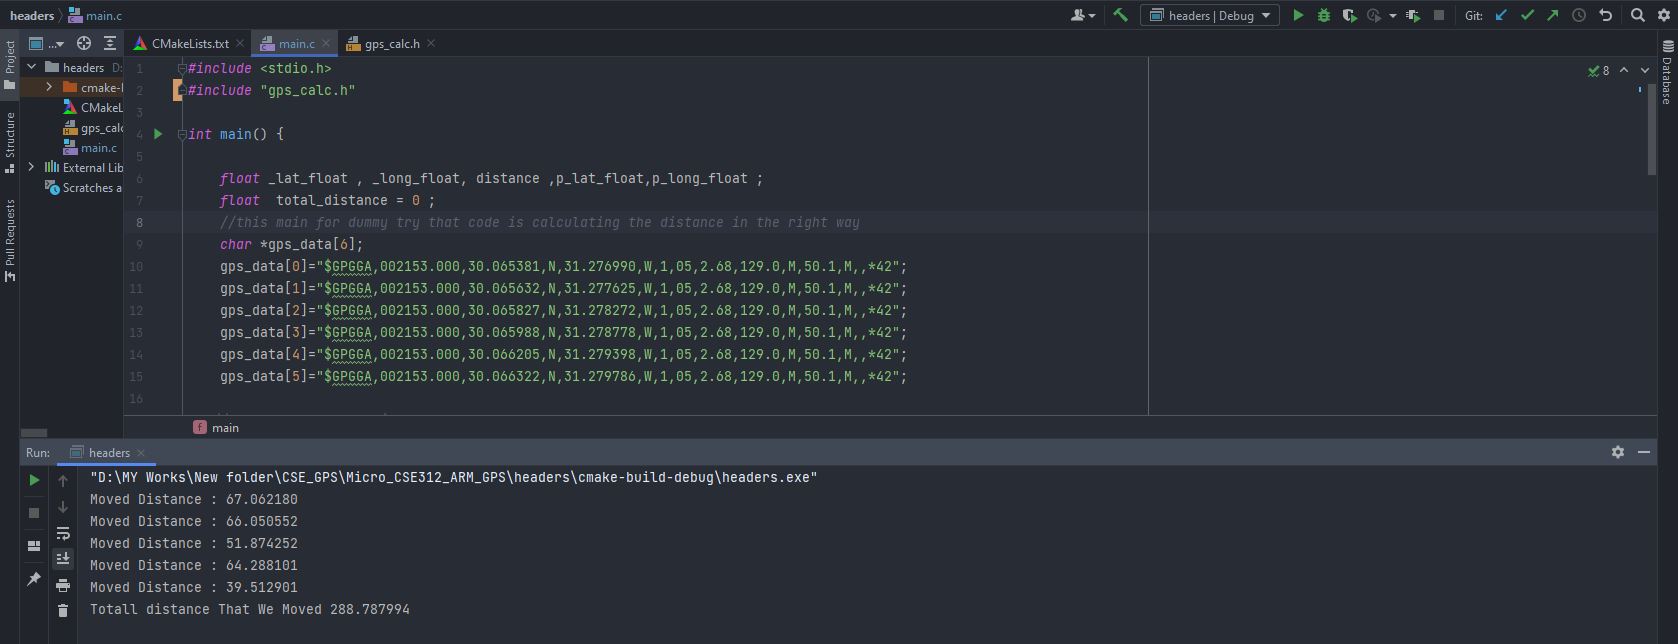 headers main.c headers | Debug Git:
Project ... CMakeLists.txt main.c gps_calc.h
headers D:
cmake-l
CMakeL
gps_calc
main.c
External Lib
Scratches a
Structure
Pull Requests
Database
8
1 #include <stdio.h>
2 #include "gps_calc.h"
3
4 int main() {
5
6 float _lat_float , _long_float, distance ,p_lat_float,p_long_float ;
7 float  total_distance = 0 ;
8 //this main for dummy try that code is calculating the distance in the right way
9 char *gps_data[6];
10 gps_data[0]="$GPGGA,002153.000,30.065381,N,31.276990,W,1,05,2.68,129.0,M,50.1,M,,*42";
11 gps_data[1]="$GPGGA,002153.000,30.065632,N,31.277625,W,1,05,2.68,129.0,M,50.1,M,,*42";
12 gps_data[2]="$GPGGA,002153.000,30.065827,N,31.278272,W,1,05,2.68,129.0,M,50.1,M,,*42";
13 gps_data[3]="$GPGGA,002153.000,30.065988,N,31.278778,W,1,05,2.68,129.0,M,50.1,M,,*42";
14 gps_data[4]="$GPGGA,002153.000,30.066205,N,31.279398,W,1,05,2.68,129.0,M,50.1,M,,*42";
15 gps_data[5]="$GPGGA,002153.000,30.066322,N,31.279786,W,1,05,2.68,129.0,M,50.1,M,,*42";
16
f main
Run: headers
"D:\MY Works\New folder\CSE_GPS\Micro_CSE312_ARM_GPS\headers\cmake-build-debug\headers.exe"
Moved Distance : 67.062180
Moved Distance : 66.050552
Moved Distance : 51.874252
Moved Distance : 64.288101
Moved Distance : 39.512901
Totall distance That We Moved 288.787994